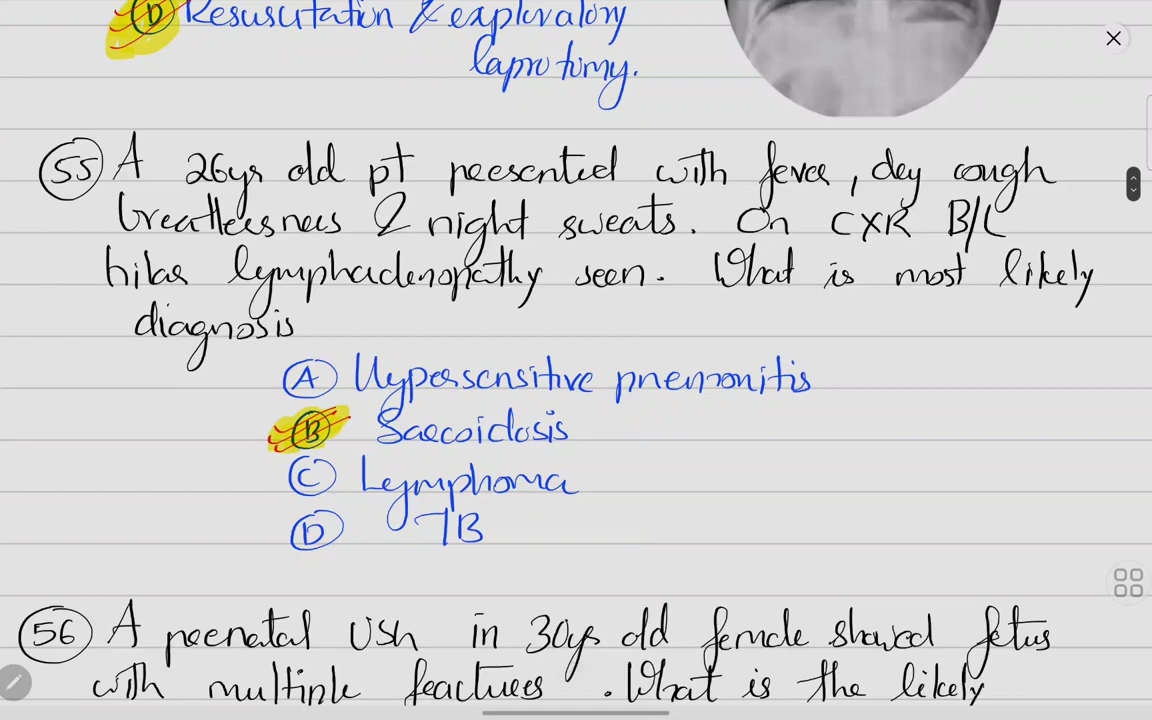 D Resuscitation & exploratory
laprotomy.
55 A 26yrs old pt presented with fever, dry cough
breathlessness & night sweats. On CXR B/L
hilar lymphadenopathy seen. What is most likely
diagnosis
A Hypersensitive pnemonitis
B Sarcoidosis
C Lymphoma
D TB
56 A prenatal USh in 30yrs old female showed fetus
with multiple fractures. What is the likely